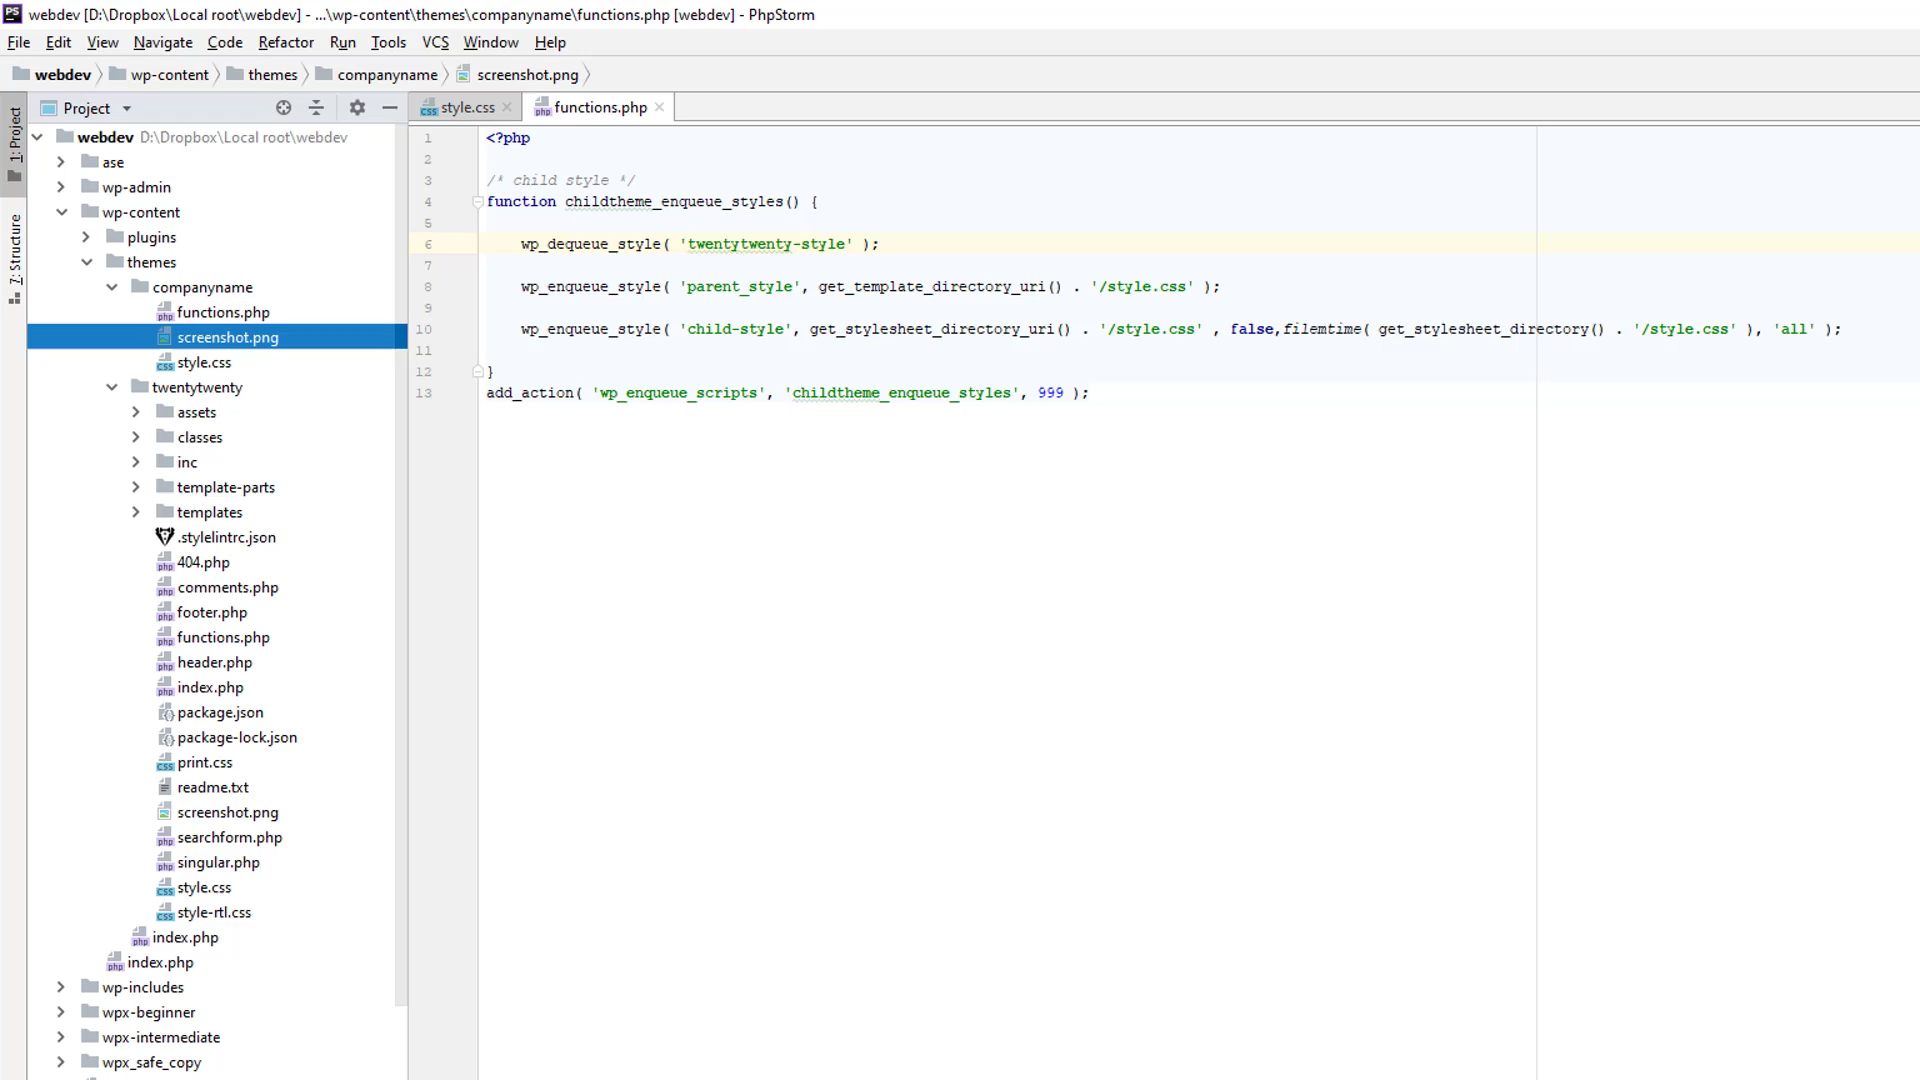 PS webdev [D:\Dropbox\Local root\webdev] - ...\wp-content\themes\companyname\functions.php [webdev] - PhpStorm
File Edit View Navigate Code Refactor Run Tools VCS Window Help
webdev wp-content themes companyname screenshot.png
1: Project
7: Structure
Project
webdev D:\Dropbox\Local root\webdev
ase
wp-admin
wp-content
plugins
themes
companyname
functions.php
screenshot.png
style.css
twentytwenty
assets
classes
inc
template-parts
templates
.stylelintrc.json
404.php
comments.php
footer.php
functions.php
header.php
index.php
package.json
package-lock.json
print.css
readme.txt
screenshot.png
searchform.php
singular.php
style.css
style-rtl.css
index.php
index.php
wp-includes
wpx-beginner
wpx-intermediate
wpx_safe_copy
style.css functions.php
1 <?php
2
3 /* child style */
4 function childtheme_enqueue_styles() {
5
6 wp_dequeue_style( 'twentytwenty-style' );
7
8 wp_enqueue_style( 'parent_style', get_template_directory_uri() . '/style.css' );
9
10 wp_enqueue_style( 'child-style', get_stylesheet_directory_uri() . '/style.css' , false,filemtime( get_stylesheet_directory() . '/style.css' ), 'all' );
11
12 }
13 add_action( 'wp_enqueue_scripts', 'childtheme_enqueue_styles', 999 );